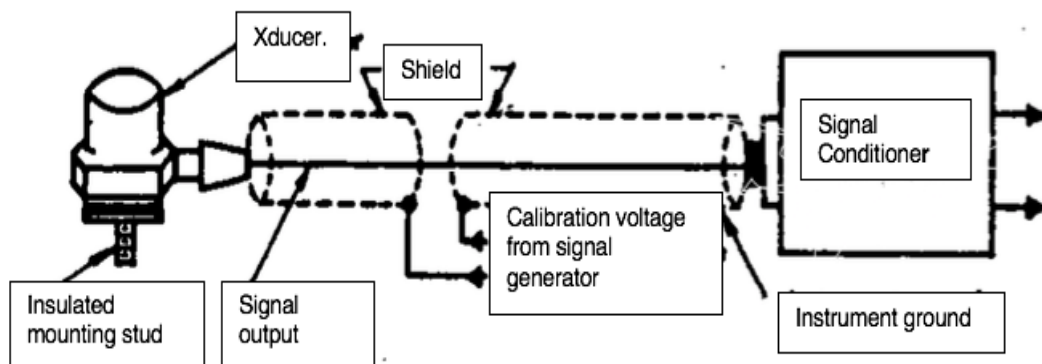 Xducer.
Shield
Signal
Conditioner
Calibration voltage
from signal
generator
Insulated
mounting stud
Signal
output
Instrument ground